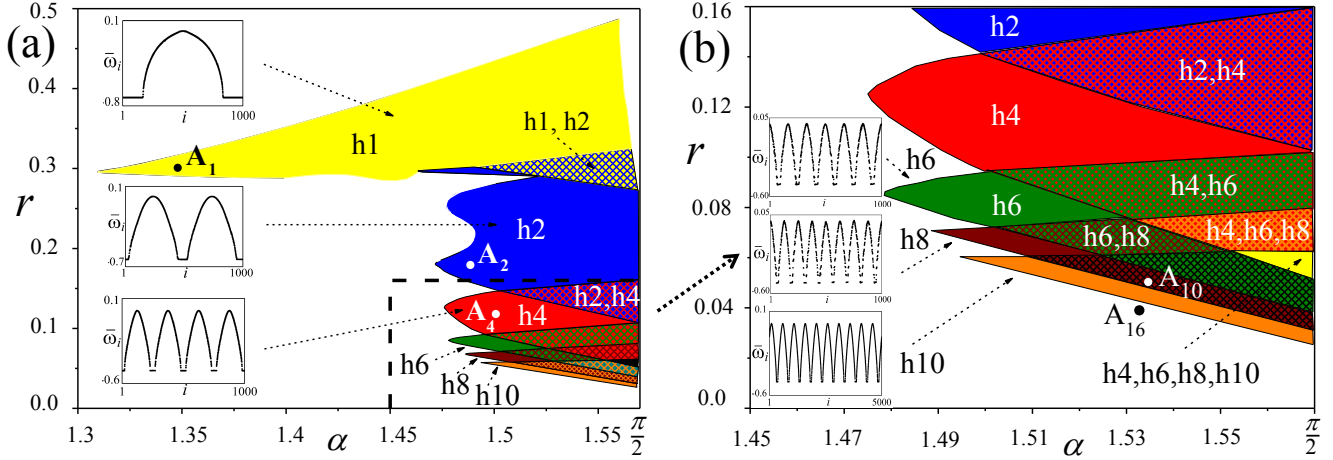 (a)
0.5
0.4
0.3
0.2
0.1
0.0
r
1.3
1.35
1.4
1.45
1.5
1.55
π/2
α
0.1
ω̄i
-0.8
1
i
1000
0.1
ω̄i
-0.7
1
i
1000
0.1
ω̄i
-0.6
1
i
1000
A1
h1
h1, h2
h2
A2
h2,h4
A4
h4
h6
h8
h10
(b)
0.16
0.12
0.08
0.04
0.0
r
1.45
1.47
1.49
1.51
1.53
1.55
π/2
α
0.05
ω̄i
-0.60
1
i
1000
0.05
ω̄i
-0.60
1
i
1000
0.1
ω̄i
-0.6
1
i
5000
h2
h2,h4
h4
h6
h4,h6
h6
h8
h6,h8
h4,h6,h8
A10
A16
h10
h4,h6,h8,h10